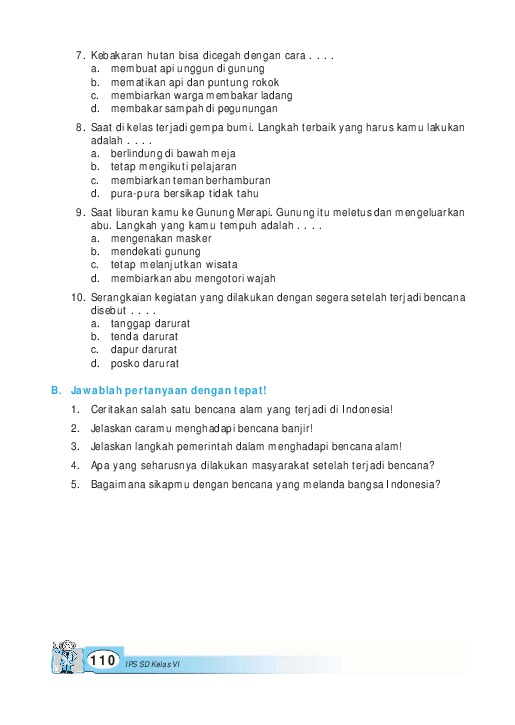 7. Kebakaran hutan bisa dicegah dengan cara . . . .
a. membuat api unggun di gunung
b. mematikan api dan puntung rokok
c. membiarkan warga membakar ladang
d. membakar sampah di pegunungan
8. Saat di kelas terjadi gempa bumi. Langkah terbaik yang harus kamu lakukan
adalah . . . .
a. berlindung di bawah meja
b. tetap mengikuti pelajaran
c. membiarkan teman berhamburan
d. pura-pura bersikap tidak tahu
9. Saat liburan kamu ke Gunung Merapi. Gunung itu meletus dan mengeluarkan
abu. Langkah yang kamu tempuh adalah . . . .
a. mengenakan masker
b. mendekati gunung
c. tetap melanjutkan wisata
d. membiarkan abu mengotori wajah
10. Serangkaian kegiatan yang dilakukan dengan segera setelah terjadi bencana
disebut . . . .
a. tanggap darurat
b. tenda darurat
c. dapur darurat
d. posko darurat
B. Jawablah pertanyaan dengan tepat!
1. Ceritakan salah satu bencana alam yang terjadi di Indonesia!
2. Jelaskan caramu menghadapi bencana banjir!
3. Jelaskan langkah pemerintah dalam menghadapi bencana alam!
4. Apa yang seharusnya dilakukan masyarakat setelah terjadi bencana?
5. Bagaimana sikapmu dengan bencana yang melanda bangsa Indonesia?
110 IPS SD Kelas VI